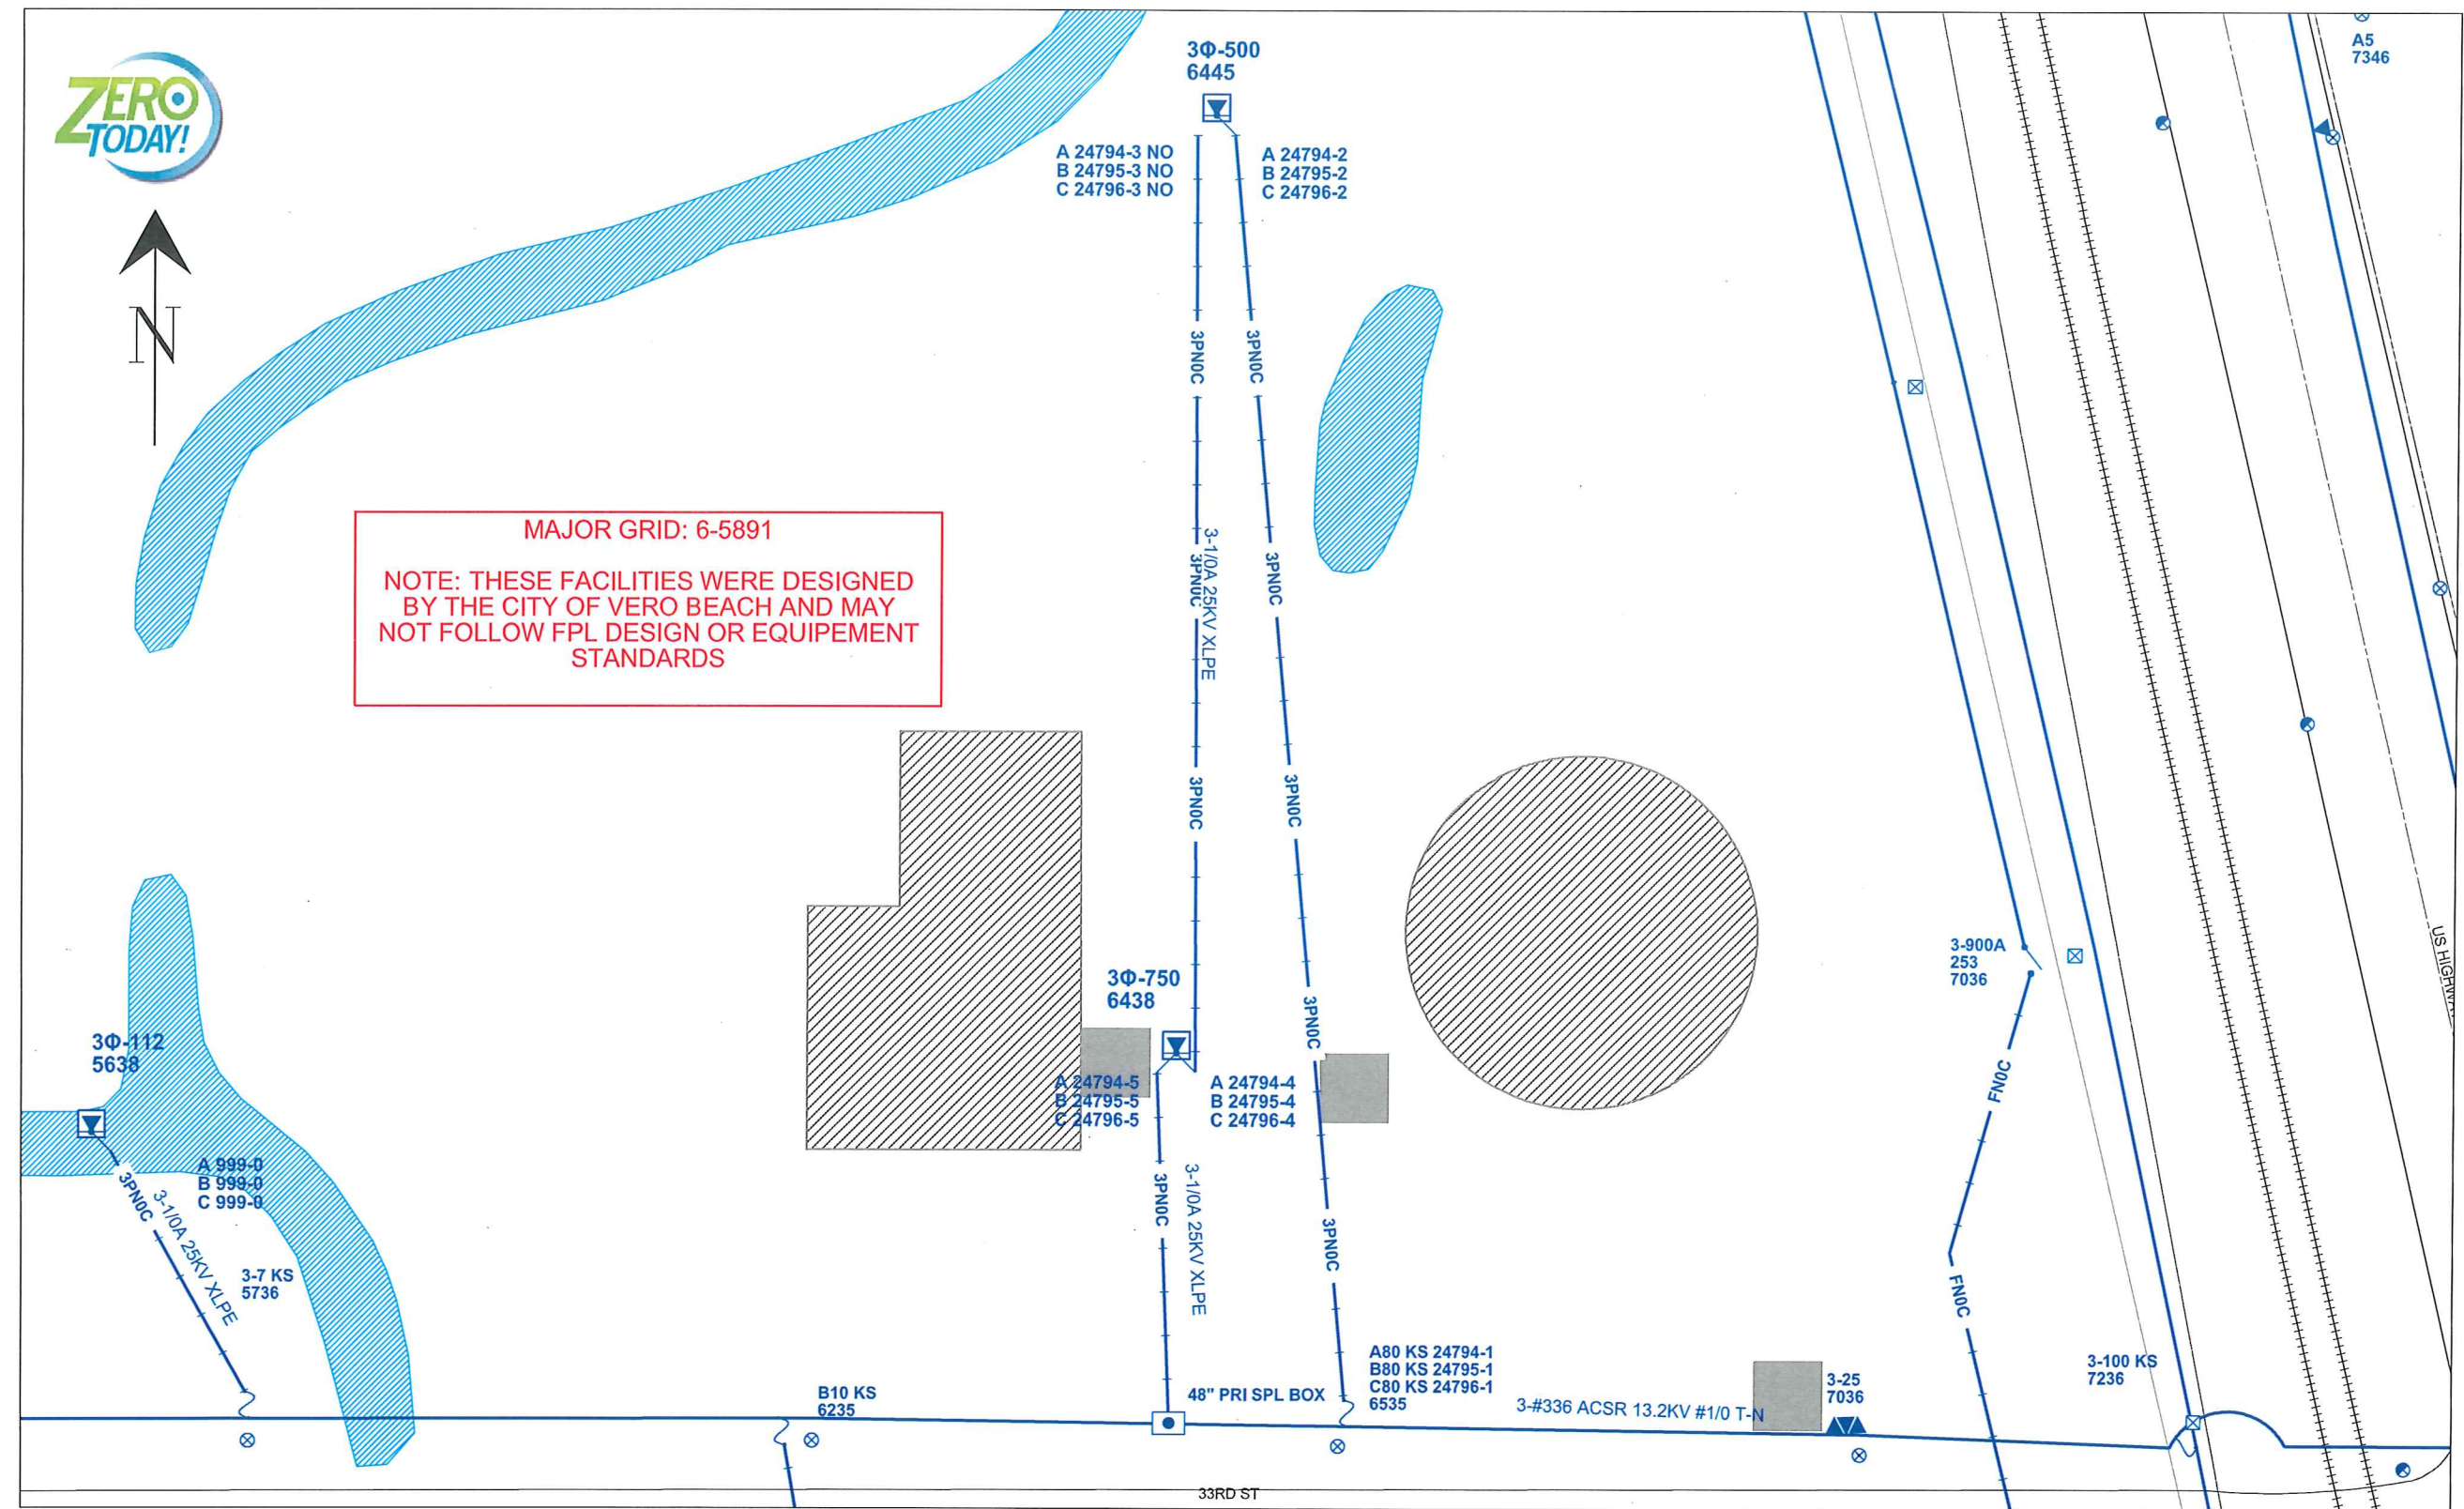 ZERO
TODAY!
N
3Φ-500
6445
A 24794-3 NO
B 24795-3 NO
C 24796-3 NO
A 24794-2
B 24795-2
C 24796-2
A5
7346
3PN0C
3PN0C
MAJOR GRID: 6-5891
NOTE: THESE FACILITIES WERE DESIGNED
BY THE CITY OF VERO BEACH AND MAY
NOT FOLLOW FPL DESIGN OR EQUIPEMENT
STANDARDS
3PN0C
3-1/0A 25KV XLPE
3PN0C
3PN0C
3PN0C
3Φ-750
6438
3PN0C
A 24794-5
B 24795-5
C 24796-5
A 24794-4
B 24795-4
C 24796-4
3-900A
253
7036
US HIGHW
FN0C
3Φ-112
5638
A 999-0
B 999-0
C 999-0
3PN0C
3-1/0A 25KV XLPE
3-7 KS
5736
3PN0C
3-1/0A 25KV XLPE
3PN0C
FN0C
B10 KS
6235
48" PRI SPL BOX
A80 KS 24794-1
B80 KS 24795-1
C80 KS 24796-1
6535
3-#336 ACSR 13.2KV #1/0 T-N
3-25
7036
3-100 KS
7236
33RD ST